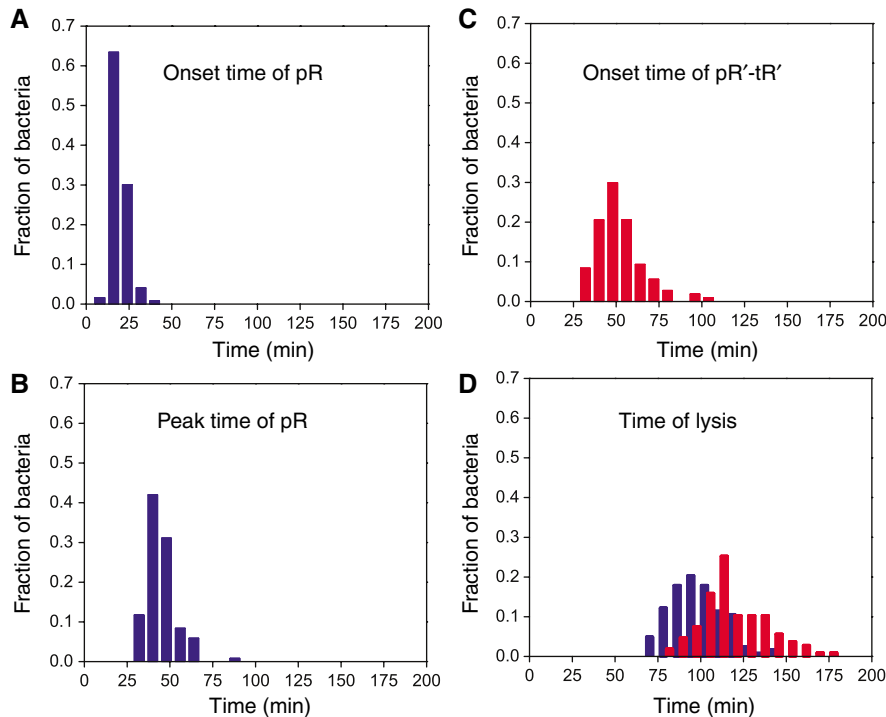 A
Onset time of pR
Fraction of bacteria
0.7
0.6
0.5
0.4
0.3
0.2
0.1
0.0
0 25 50 75 100 125 150 175 200
Time (min)
C
Onset time of pR′-tR′
Fraction of bacteria
0.7
0.6
0.5
0.4
0.3
0.2
0.1
0.0
0 25 50 75 100 125 150 175 200
Time (min)
B
Peak time of pR
Fraction of bacteria
0.7
0.6
0.5
0.4
0.3
0.2
0.1
0.0
0 25 50 75 100 125 150 175 200
Time (min)
D
Time of lysis
Fraction of bacteria
0.7
0.6
0.5
0.4
0.3
0.2
0.1
0.0
0 25 50 75 100 125 150 175 200
Time (min)